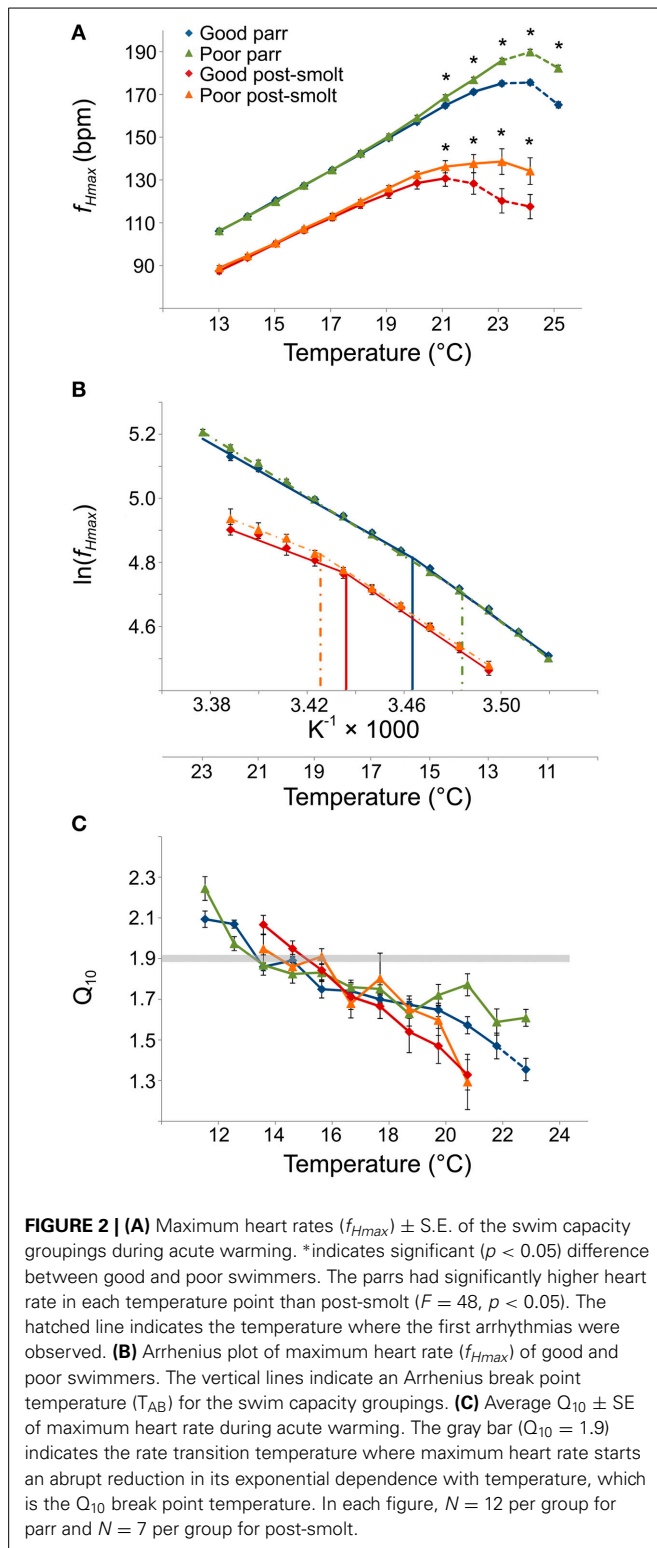 A
Good parr
Poor parr
Good post-smolt
Poor post-smolt
* * * * *
* * * *
190
170
150
130
110
90
f_Hmax (bpm)
13 15 17 19 21 23 25
Temperature (°C)
B
5.2
5.0
4.8
4.6
ln(f_Hmax)
3.38 3.42 3.46 3.50
K⁻¹ × 1000
23 21 19 17 15 13 11
Temperature (°C)
C
2.3
2.1
1.9
1.7
1.5
1.3
Q₁₀
12 14 16 18 20 22 24
Temperature (°C)
FIGURE 2 | (A) Maximum heart rates (f_Hmax) ± S.E. of the swim capacity
groupings during acute warming. *indicates significant (p < 0.05) difference
between good and poor swimmers. The parrs had significantly higher heart
rate in each temperature point than post-smolt (F = 48, p < 0.05). The
hatched line indicates the temperature where the first arrhythmias were
observed. (B) Arrhenius plot of maximum heart rate (f_Hmax) of good and
poor swimmers. The vertical lines indicate an Arrhenius break point
temperature (T_AB) for the swim capacity groupings. (C) Average Q₁₀ ± SE
of maximum heart rate during acute warming. The gray bar (Q₁₀ = 1.9)
indicates the rate transition temperature where maximum heart rate starts
an abrupt reduction in its exponential dependence with temperature, which
is the Q₁₀ break point temperature. In each figure, N = 12 per group for
parr and N = 7 per group for post-smolt.